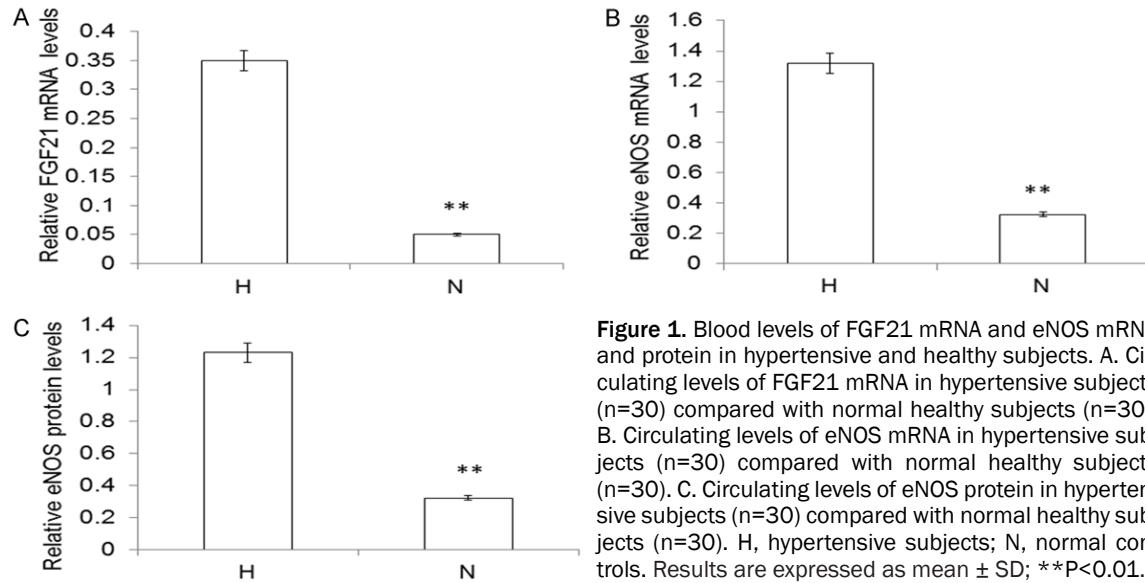 A
Relative FGF21 mRNA levels
0.4
0.35
0.3
0.25
0.2
0.15
0.1
0.05
0
**
H N
B
Relative eNOS mRNA levels
1.6
1.4
1.2
1
0.8
0.6
0.4
0.2
0
**
H N
C
Relative eNOS protein levels
1.4
1.2
1
0.8
0.6
0.4
0.2
0
**
H N
Figure 1. Blood levels of FGF21 mRNA and eNOS mRN
and protein in hypertensive and healthy subjects. A. Ci
culating levels of FGF21 mRNA in hypertensive subject
(n=30) compared with normal healthy subjects (n=30
B. Circulating levels of eNOS mRNA in hypertensive sub
jects (n=30) compared with normal healthy subject
(n=30). C. Circulating levels of eNOS protein in hyperten
sive subjects (n=30) compared with normal healthy sub
jects (n=30). H, hypertensive subjects; N, normal con
trols. Results are expressed as mean ± SD; **P<0.01.